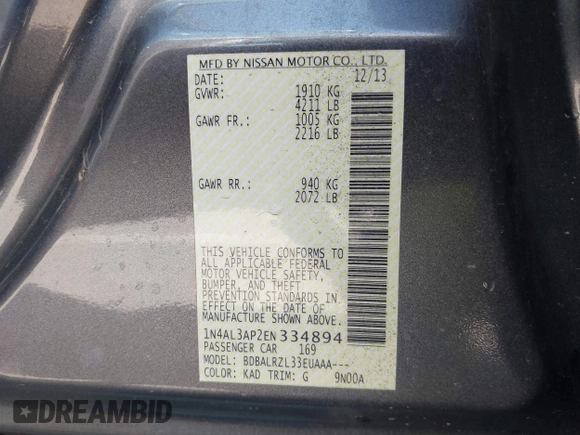 MFD BY NISSAN MOTOR CO., LTD.
DATE: 12/13
GVWR: 1910 KG
4211 LB
GAWR FR.: 1005 KG
2216 LB
GAWR RR.: 940 KG
2072 LB
THIS VEHICLE CONFORMS TO
ALL APPLICABLE FEDERAL
MOTOR VEHICLE SAFETY,
BUMPER, AND THEFT
PREVENTION STANDARDS IN
EFFECT ON THE DATE OF
MANUFACTURE SHOWN ABOVE.
1N4AL3AP2EN334894
PASSENGER CAR 169
MODEL: BDBALRZL33EUAAA---
COLOR: KAD TRIM: G 9N00A
DREAMBID